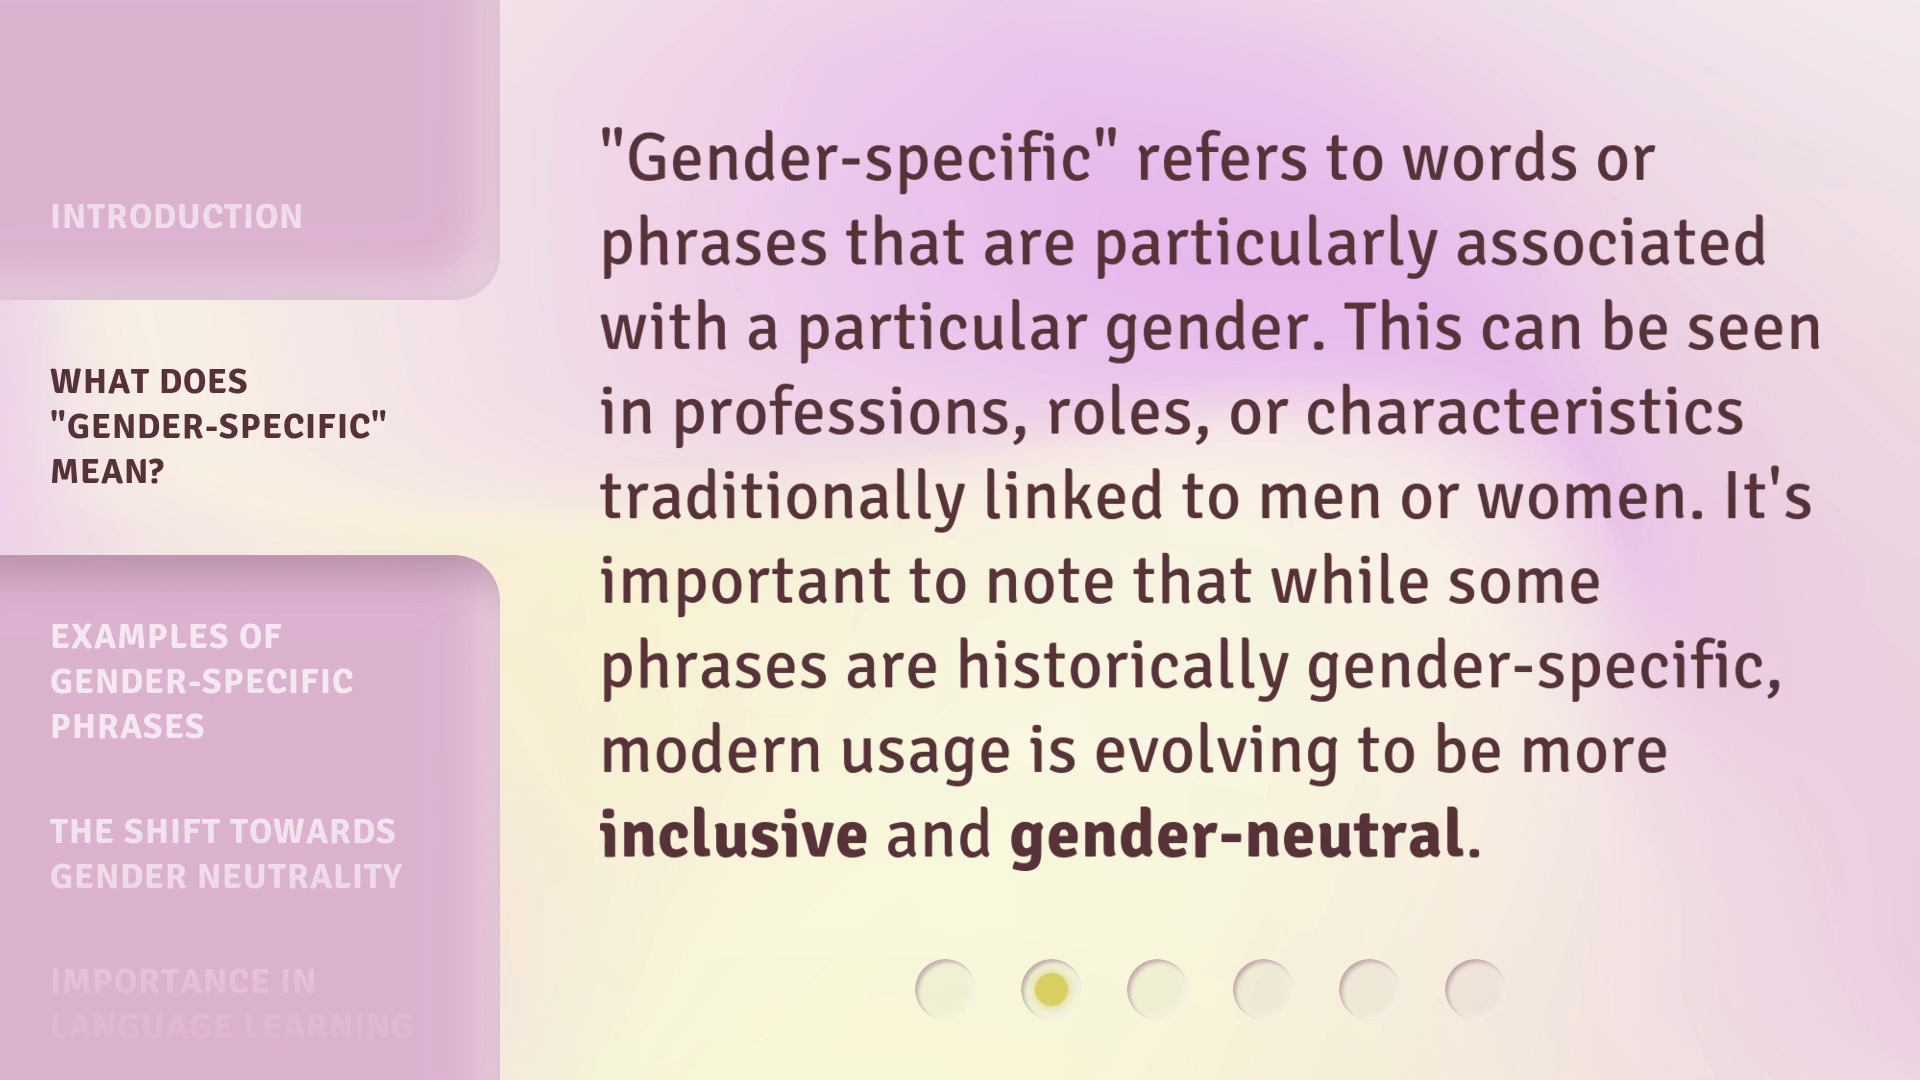 INTRODUCTION
WHAT DOES
"GENDER-SPECIFIC"
MEAN?
EXAMPLES OF
GENDER-SPECIFIC
PHRASES
THE SHIFT TOWARDS
GENDER NEUTRALITY
IMPORTANCE IN
LANGUAGE LEARNING
"Gender-specific" refers to words or
phrases that are particularly associated
with a particular gender. This can be seen
in professions, roles, or characteristics
traditionally linked to men or women. It's
important to note that while some
phrases are historically gender-specific,
modern usage is evolving to be more
inclusive and gender-neutral.